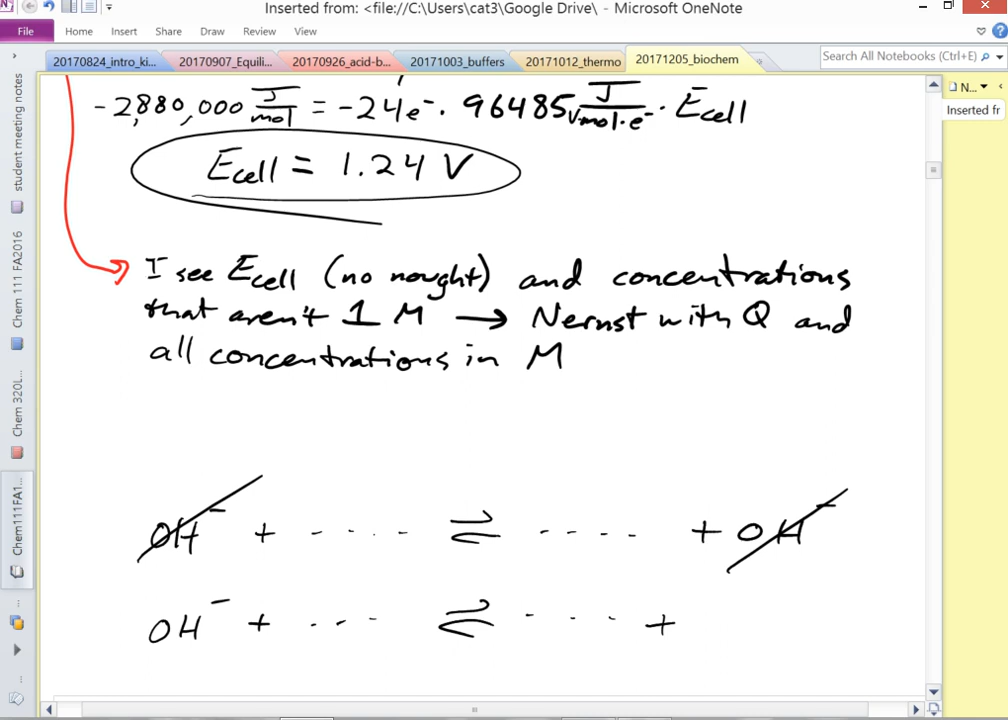 Inserted from: <file://C:\Users\cat3\Google Drive\ - Microsoft OneNote
File Home Insert Share Draw Review View
20170824_intro_ki... 20170907_Equili... 20170926_acid-b... 20171003_buffers 20171012_thermo 20171205_biochem
Search All Notebooks (Ctrl+E)
N...
Inserted fr
student meeting notes
Chem 111 FA2016
Chem 320L
Chem111FA1
-2,880,000 J/mol = -24e⁻ · 96485 J/V·mol·e⁻ · Ecell
Ecell = 1.24 V
I see Ecell (no nought) and concentrations
that aren't 1 M → Nernst with Q and
all concentrations in M
OH⁻ + ---- ⇌ ---- + OH⁻
OH⁻ + --- ⇌ ---- +